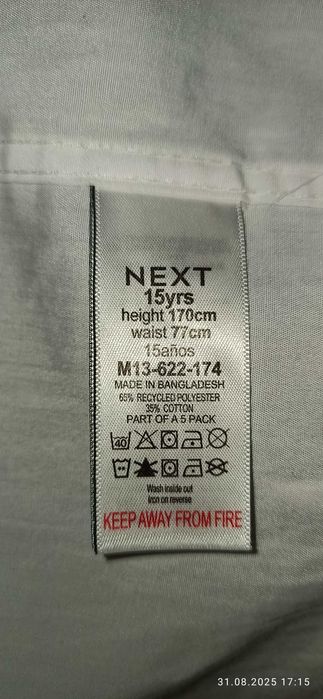 NEXT
15yrs
height 170cm
waist 77cm
15años
M13-622-174
MADE IN BANGLADESH
65% RECYCLED POLYESTER
35% COTTON
PART OF A 5 PACK
40
Wash inside out
Iron on reverse
KEEP AWAY FROM FIRE
31.08.2025 17:15